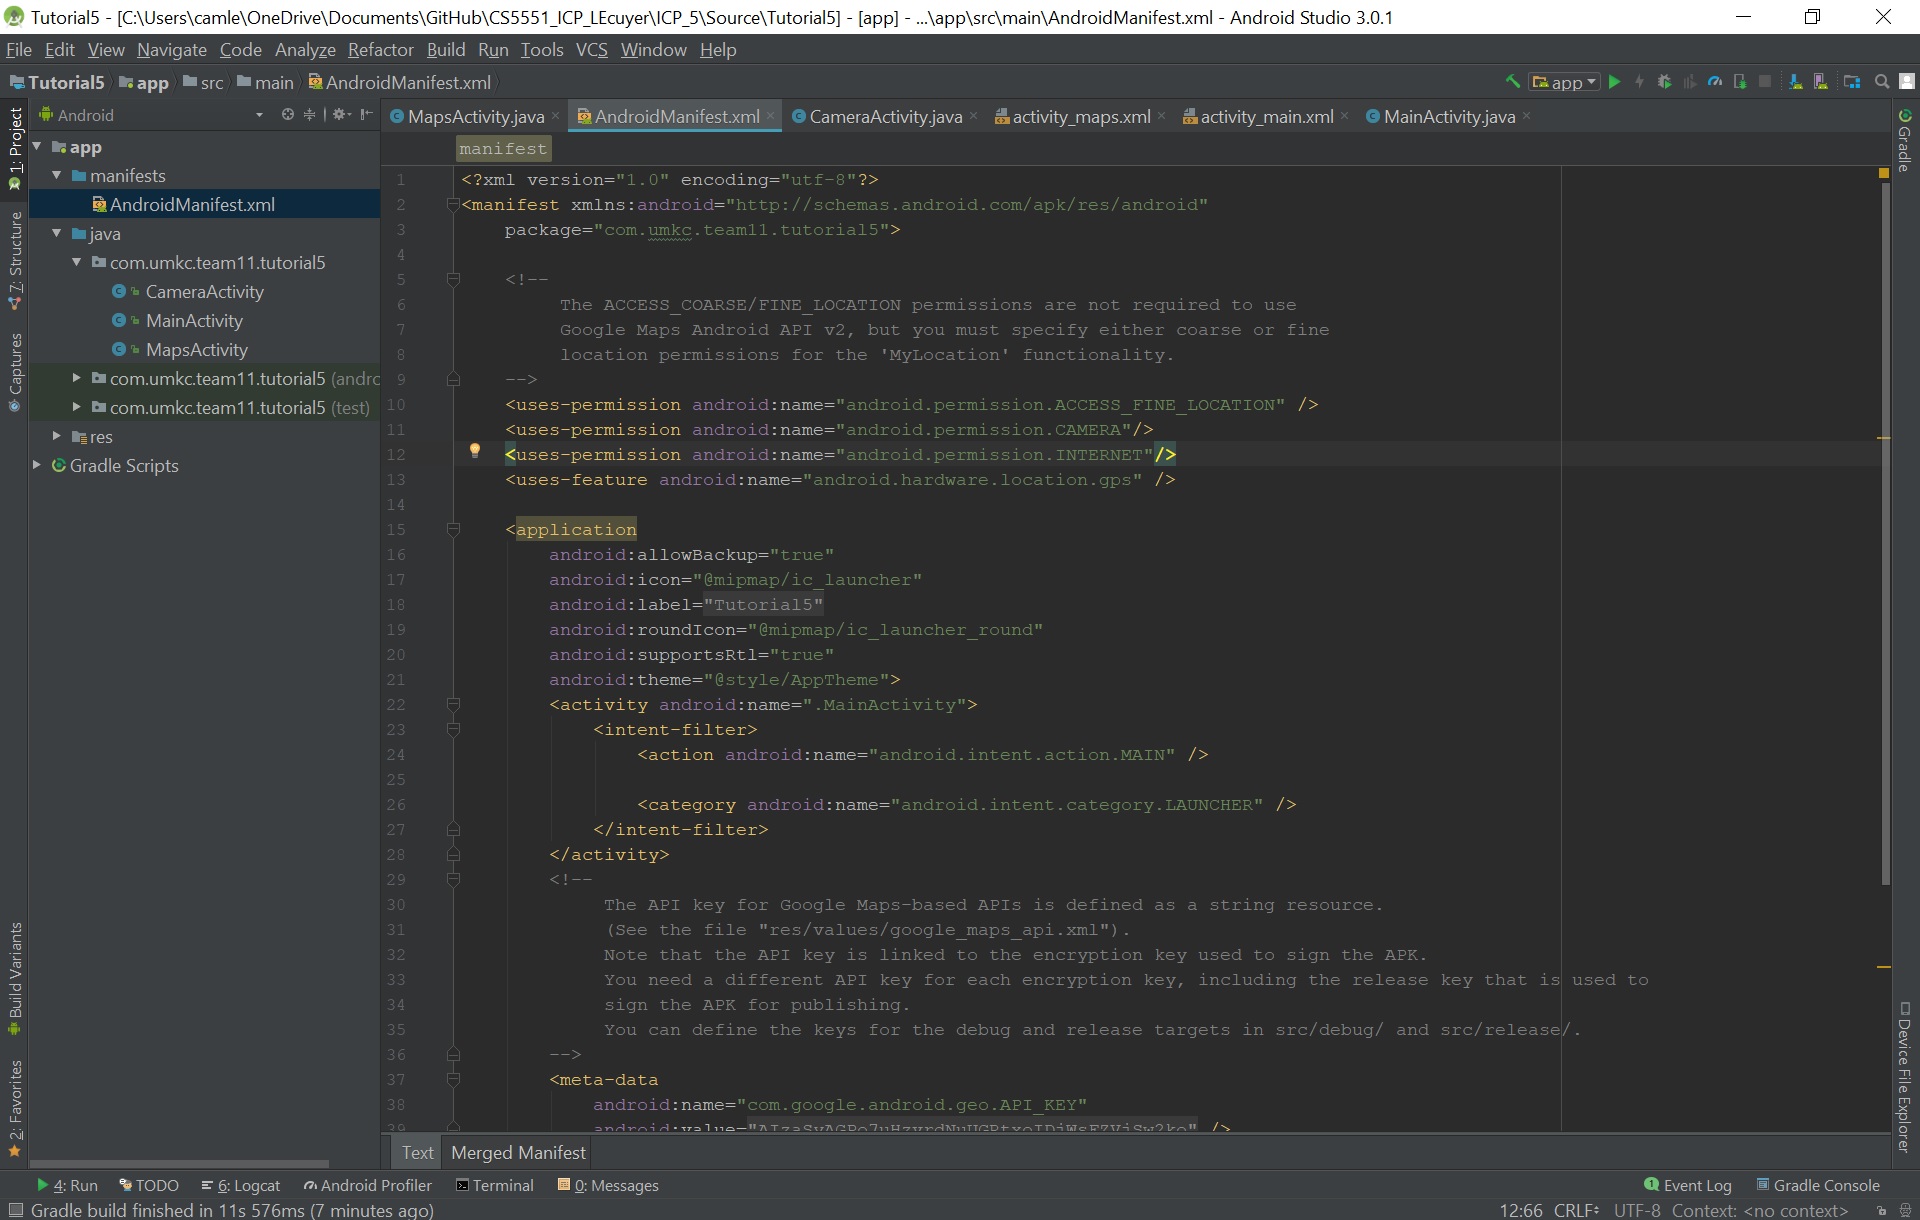 Tutorial5 - [C:\Users\camle\OneDrive\Documents\GitHub\CS5551_ICP_LEcuyer\ICP_5\Source\Tutorial5] - [app] - ...\app\src\main\AndroidManifest.xml - Android Studio 3.0.1
File Edit View Navigate Code Analyze Refactor Build Run Tools VCS Window Help
Tutorial5 app src main AndroidManifest.xml app
Android
MapsActivity.java AndroidManifest.xml CameraActivity.java activity_maps.xml activity_main.xml MainActivity.java
manifest
1: Project
7: Structure
Captures
Build Variants
2: Favorites
app
manifests
AndroidManifest.xml
java
com.umkc.team11.tutorial5
CameraActivity
MainActivity
MapsActivity
com.umkc.team11.tutorial5 (andro
com.umkc.team11.tutorial5 (test)
res
Gradle Scripts
1 <?xml version="1.0" encoding="utf-8"?>
2 <manifest xmlns:android="http://schemas.android.com/apk/res/android"
3 package="com.umkc.team11.tutorial5">
4
5 <!--
6 The ACCESS_COARSE/FINE_LOCATION permissions are not required to use
7 Google Maps Android API v2, but you must specify either coarse or fine
8 location permissions for the 'MyLocation' functionality.
9 -->
10 <uses-permission android:name="android.permission.ACCESS_FINE_LOCATION" />
11 <uses-permission android:name="android.permission.CAMERA"/>
12 <uses-permission android:name="android.permission.INTERNET"/>
13 <uses-feature android:name="android.hardware.location.gps" />
14
15 <application
16 android:allowBackup="true"
17 android:icon="@mipmap/ic_launcher"
18 android:label="Tutorial5"
19 android:roundIcon="@mipmap/ic_launcher_round"
20 android:supportsRtl="true"
21 android:theme="@style/AppTheme">
22 <activity android:name=".MainActivity">
23 <intent-filter>
24 <action android:name="android.intent.action.MAIN" />
25
26 <category android:name="android.intent.category.LAUNCHER" />
27 </intent-filter>
28 </activity>
29 <!--
30 The API key for Google Maps-based APIs is defined as a string resource.
31 (See the file "res/values/google_maps_api.xml").
32 Note that the API key is linked to the encryption key used to sign the APK.
33 You need a different API key for each encryption key, including the release key that is used to
34 sign the APK for publishing.
35 You can define the keys for the debug and release targets in src/debug/ and src/release/.
36 -->
37 <meta-data
38 android:name="com.google.android.geo.API_KEY"
39 android:value= />
Gradle
Device File Explorer
Text Merged Manifest
4: Run TODO 6: Logcat Android Profiler Terminal 0: Messages 1 Event Log Gradle Console
Gradle build finished in 11s 576ms (7 minutes ago) 12:66 CRLF UTF-8 Context: <no context>